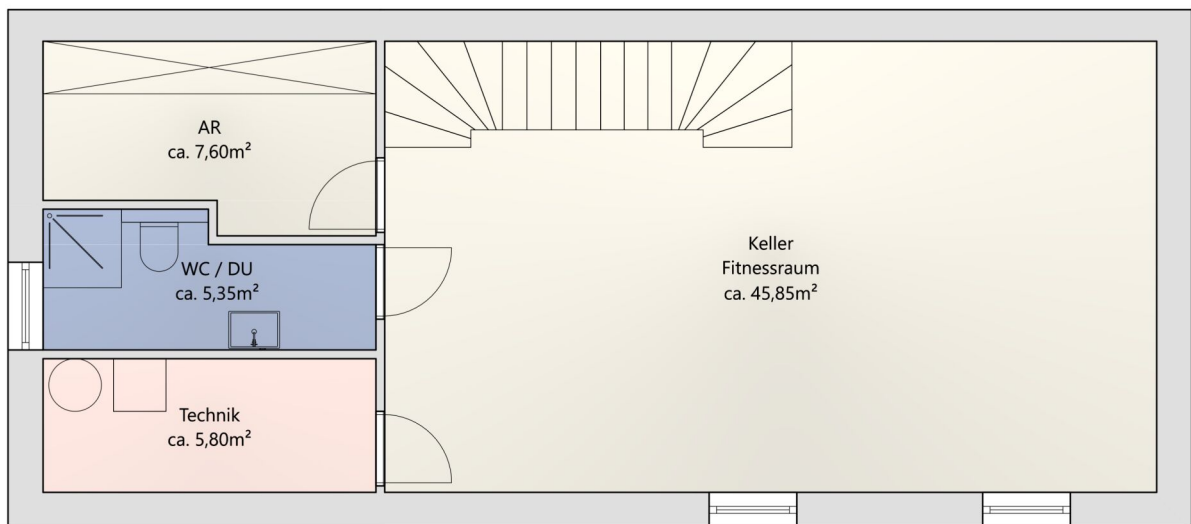 AR
ca. 7,60m²
WC / DU
ca. 5,35m²
Technik
ca. 5,80m²
Keller
Fitnessraum
ca. 45,85m²